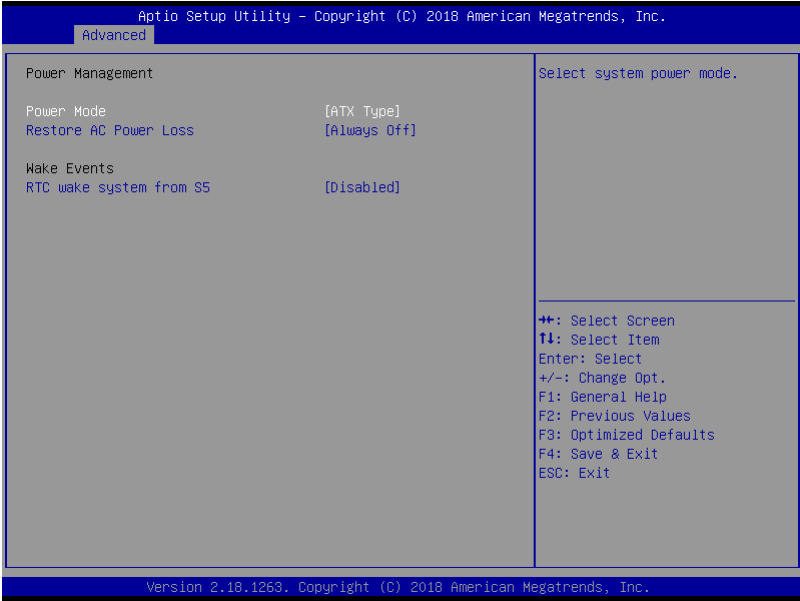 Aptio Setup Utility – Copyright (C) 2018 American Megatrends, Inc.
Advanced
Power Management
Power Mode [ATX Type]
Restore AC Power Loss [Always Off]
Wake Events
RTC wake system from S5 [Disabled]
Select system power mode.
→←: Select Screen
↑↓: Select Item
Enter: Select
+/-: Change Opt.
F1: General Help
F2: Previous Values
F3: Optimized Defaults
F4: Save & Exit
ESC: Exit
Version 2.18.1263. Copyright (C) 2018 American Megatrends, Inc.